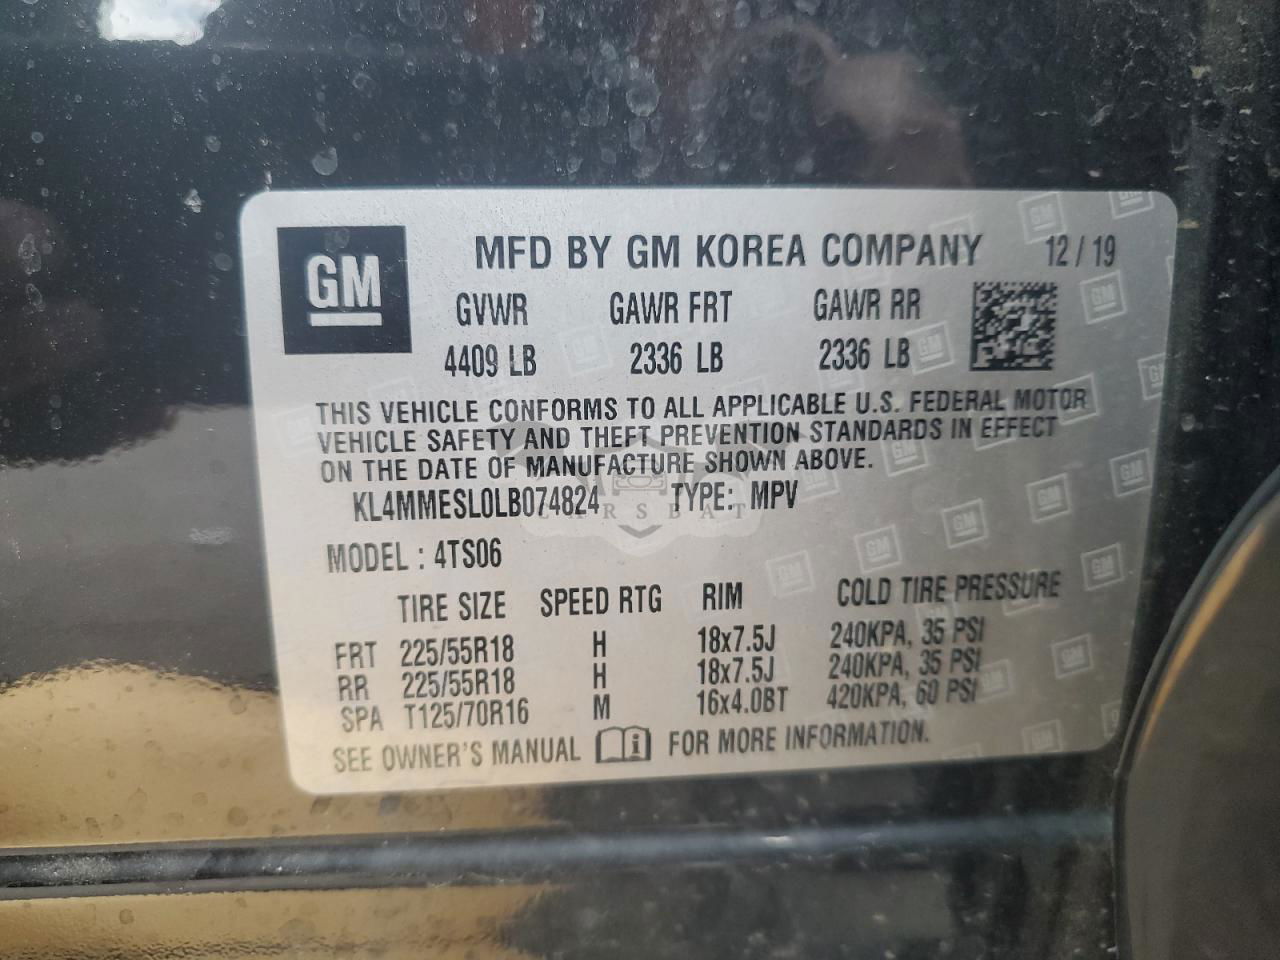 GM
MFD BY GM KOREA COMPANY 12/19
GVWR GAWR FRT GAWR RR
4409 LB 2336 LB 2336 LB
THIS VEHICLE CONFORMS TO ALL APPLICABLE U.S. FEDERAL MOTOR
VEHICLE SAFETY AND THEFT PREVENTION STANDARDS IN EFFECT
ON THE DATE OF MANUFACTURE SHOWN ABOVE.
KL4MMESL0LB074824 TYPE: MPV
CARSBAT
MODEL : 4TS06
TIRE SIZE SPEED RTG RIM COLD TIRE PRESSURE
FRT 225/55R18 H 18x7.5J 240KPA, 35 PSI
RR 225/55R18 H 18x7.5J 240KPA, 35 PSI
SPA T125/70R16 M 16x4.0BT 420KPA, 60 PSI
SEE OWNER'S MANUAL i FOR MORE INFORMATION.